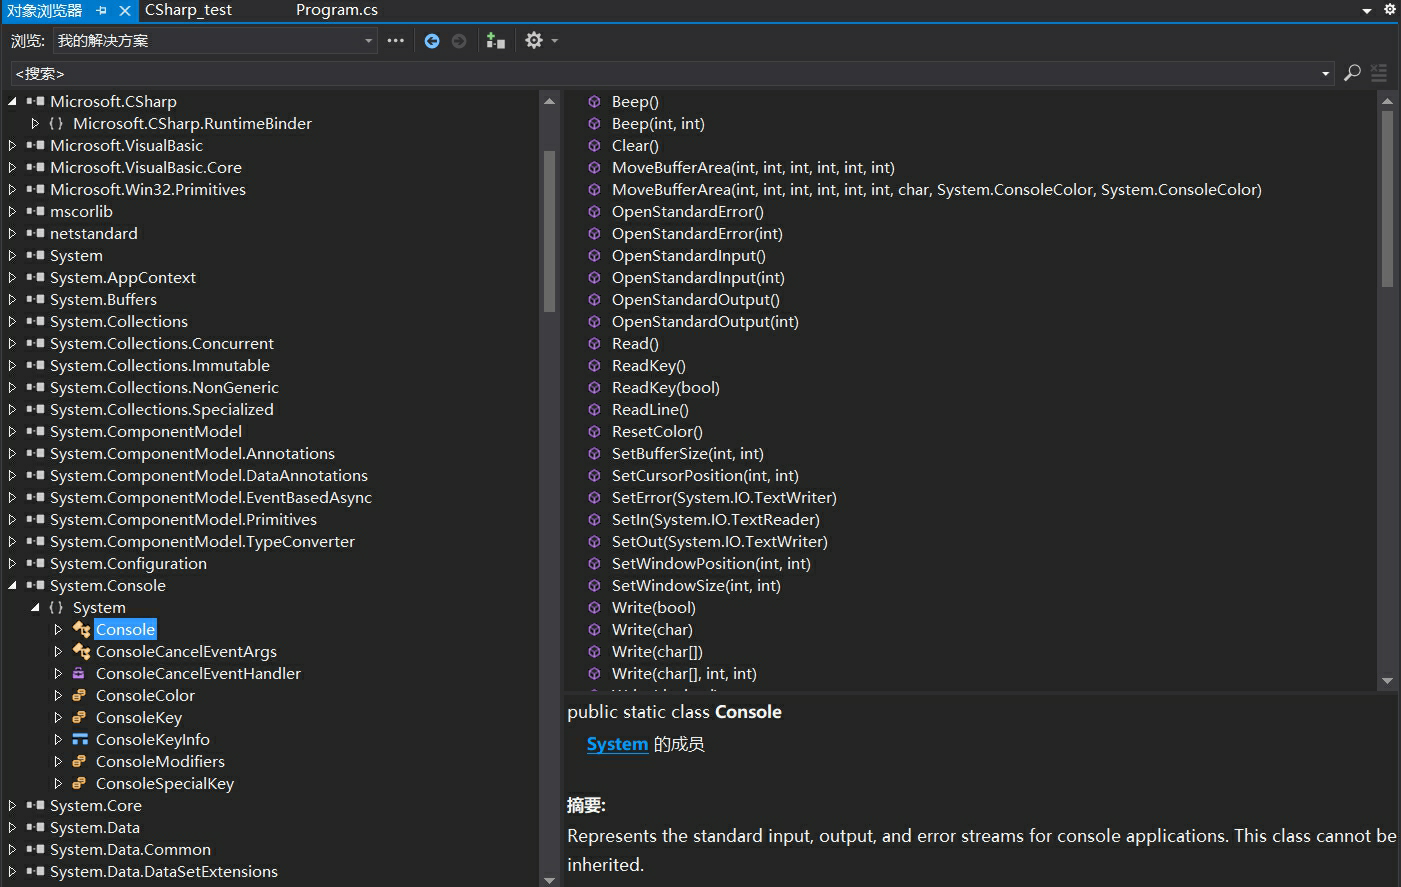 对象浏览器 CSharp_test Program.cs
浏览: 我的解决方案
<搜索>
Microsoft.CSharp
{} Microsoft.CSharp.RuntimeBinder
Microsoft.VisualBasic
Microsoft.VisualBasic.Core
Microsoft.Win32.Primitives
mscorlib
netstandard
System
System.AppContext
System.Buffers
System.Collections
System.Collections.Concurrent
System.Collections.Immutable
System.Collections.NonGeneric
System.Collections.Specialized
System.ComponentModel
System.ComponentModel.Annotations
System.ComponentModel.DataAnnotations
System.ComponentModel.EventBasedAsync
System.ComponentModel.Primitives
System.ComponentModel.TypeConverter
System.Configuration
System.Console
{} System
Console
ConsoleCancelEventArgs
ConsoleCancelEventHandler
ConsoleColor
ConsoleKey
ConsoleKeyInfo
ConsoleModifiers
ConsoleSpecialKey
System.Core
System.Data
System.Data.Common
System.Data.DataSetExtensions
Beep()
Beep(int, int)
Clear()
MoveBufferArea(int, int, int, int, int, int)
MoveBufferArea(int, int, int, int, int, int, char, System.ConsoleColor, System.ConsoleColor)
OpenStandardError()
OpenStandardError(int)
OpenStandardInput()
OpenStandardInput(int)
OpenStandardOutput()
OpenStandardOutput(int)
Read()
ReadKey()
ReadKey(bool)
ReadLine()
ResetColor()
SetBufferSize(int, int)
SetCursorPosition(int, int)
SetError(System.IO.TextWriter)
SetIn(System.IO.TextReader)
SetOut(System.IO.TextWriter)
SetWindowPosition(int, int)
SetWindowSize(int, int)
Write(bool)
Write(char)
Write(char[])
Write(char[], int, int)
public static class Console
System 的成员
摘要:
Represents the standard input, output, and error streams for console applications. This class cannot be
inherited.